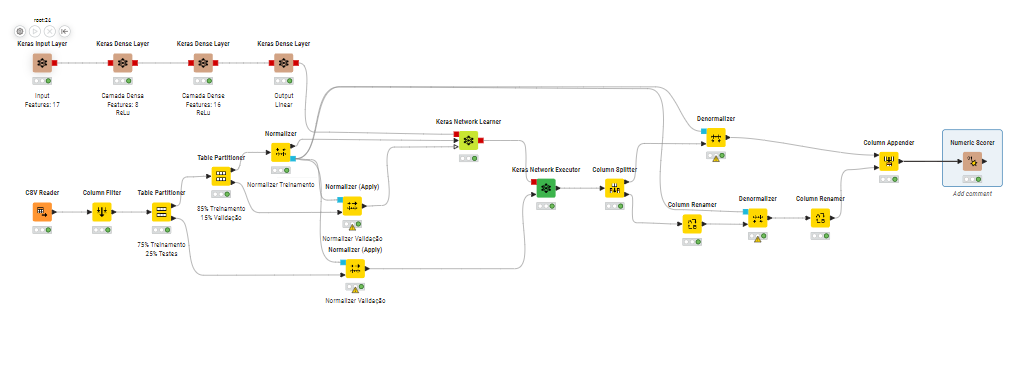 root:24
Keras Input Layer
Keras Dense Layer
Keras Dense Layer
Keras Dense Layer
Input
Features: 17
Camada Densa
Features: 8
ReLu
Camada Densa
Features: 16
ReLu
Output
Linear
Keras Network Learner
Denormalizer
Normalizer
Normalizer Treinamento
Table Partitioner
85% Treinamento
15% Validação
Column Appender
Numeric Scorer
Add comment
Keras Network Executor
Column Splitter
Normalizer (Apply)
Normalizer Validação
CSV Reader
Column Filter
Table Partitioner
75% Treinamento
25% Testes
Column Renamer
Denormalizer
Column Renamer
Normalizer (Apply)
Normalizer Validação